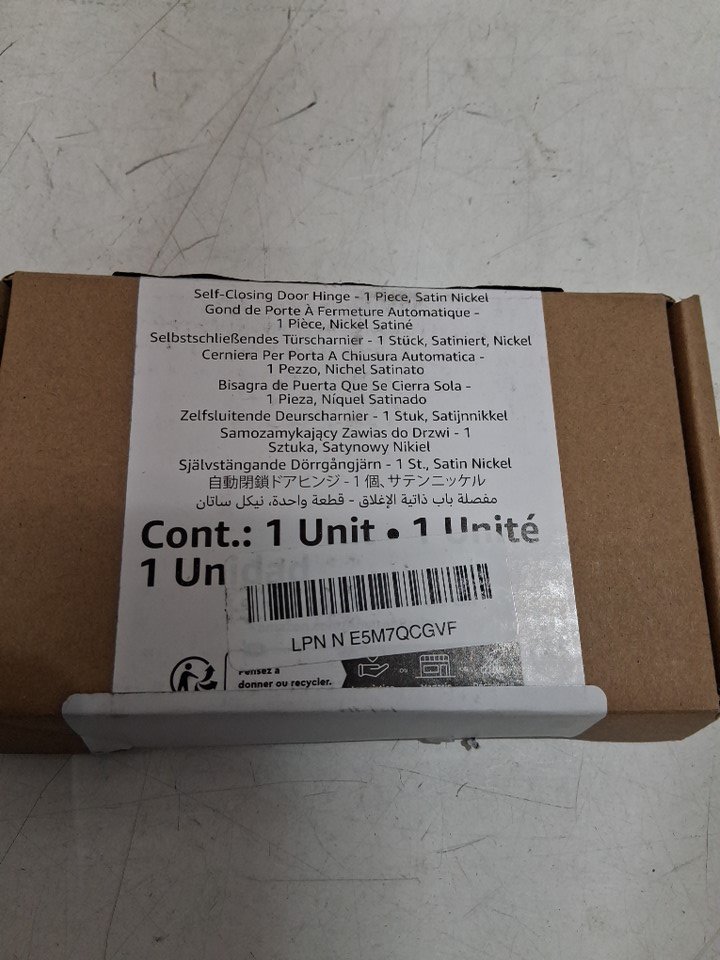 Self-Closing Door Hinge - 1 Piece, Satin Nickel
Gond de Porte À Fermeture Automatique -
1 Pièce, Nickel Satiné
Selbstschließendes Türscharnier - 1 Stück, Satiniert, Nickel
Cerniera Per Porta A Chiusura Automatica -
1 Pezzo, Nichel Satinato
Bisagra de Puerta Que Se Cierra Sola -
1 Pieza, Níquel Satinado
Zelfsluitende Deurscharnier - 1 Stuk, Satijnnikkel
Samozamykający Zawias do Drzwi - 1
Sztuka, Satynowy Nikiel
Självstängande Dörrgångjärn - 1 St., Satin Nickel
自動閉鎖ドアヒンジ - 1 個、サテンニッケル
مفصلة باب ذاتية الإغلاق - قطعة واحدة، نيكل ساتان
Cont.: 1 Unit • 1 Unité
1 Un
LPN N E5M7QCGVF
Pensez à
donner ou recycler.